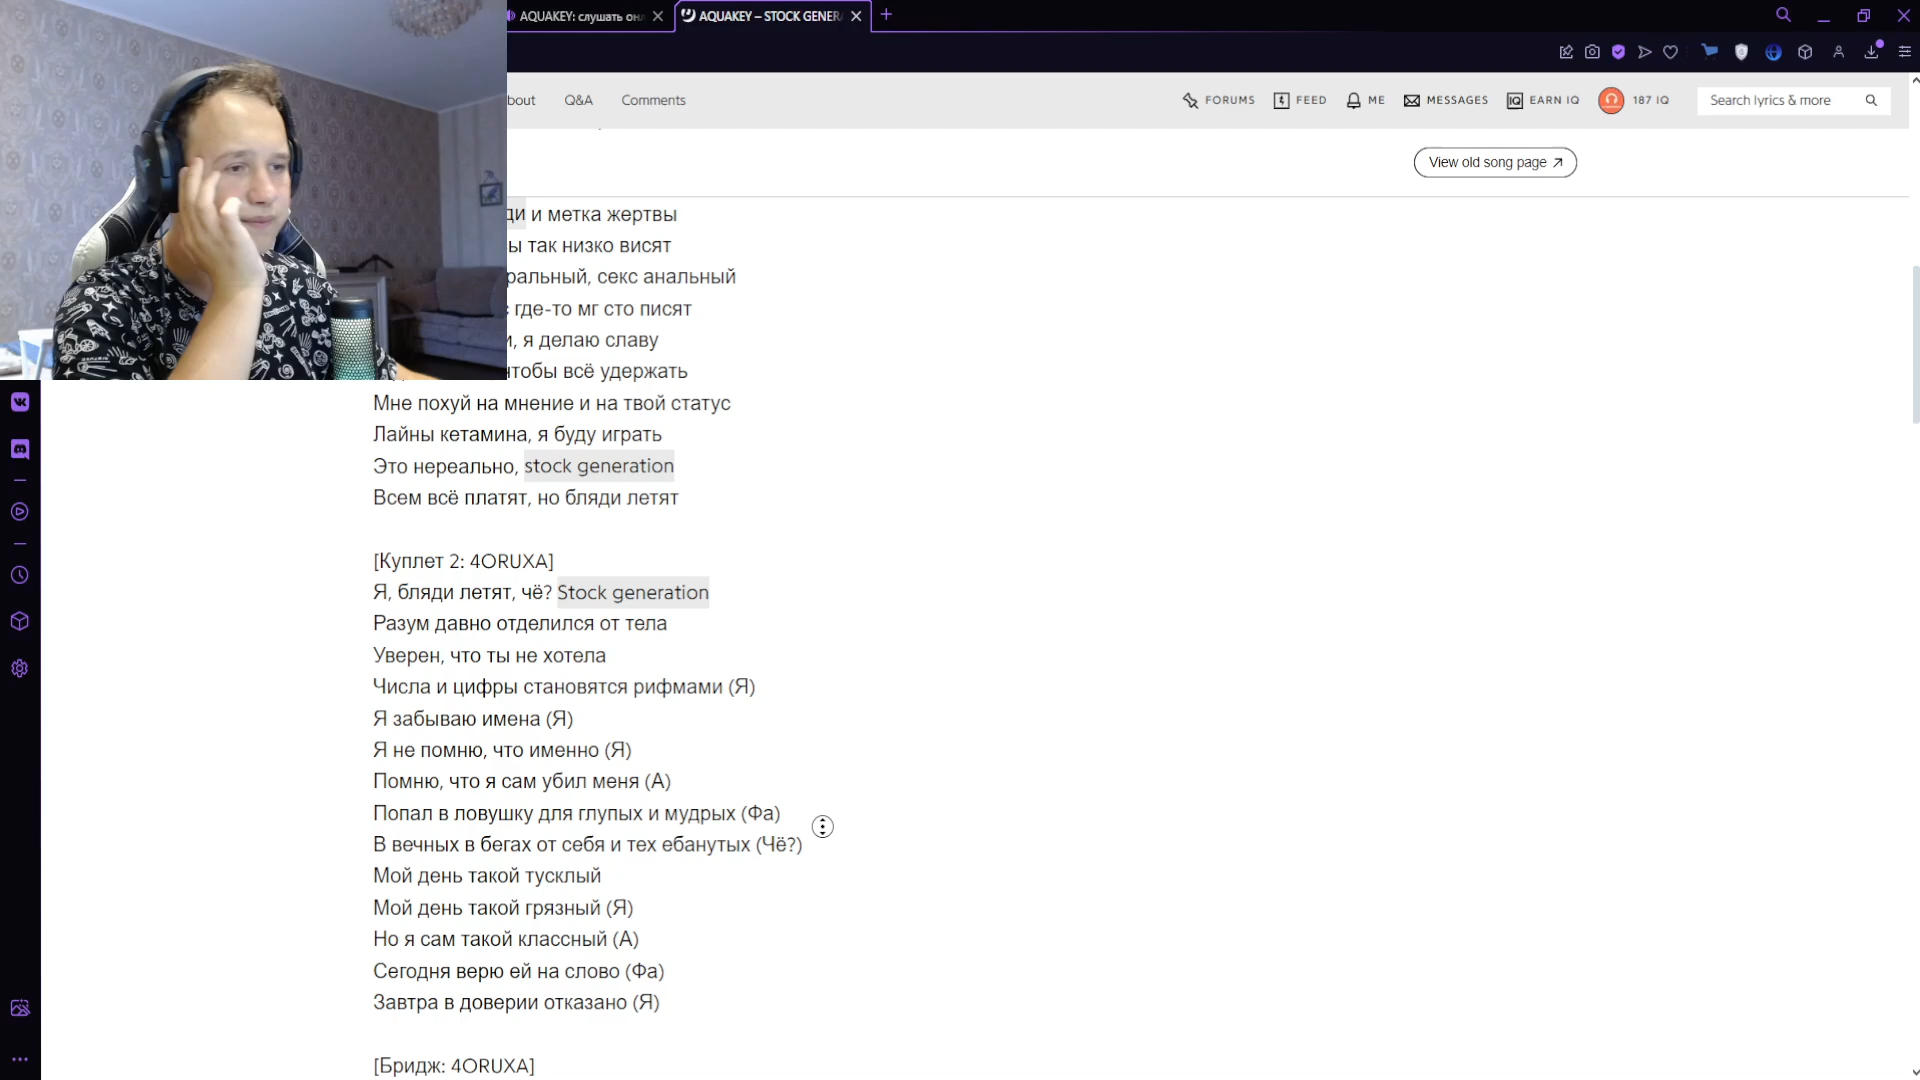 AQUAKEY: слушать онл
AQUAKEY – STOCK GENER
bout Q&A Comments FORUMS FEED ME MESSAGES EARN IQ 187 IQ Search lyrics & more
View old song page
ди и метка жертвы
ы так низко висят
ральный, секс анальный
где-то мг сто писят
и, я делаю славу
чтобы всё удержать
Мне похуй на мнение и на твой статус
Лайны кетамина, я буду играть
Это нереально, stock generation
Всем всё платят, но бляди летят
[Куплет 2: 4ORUXA]
Я, бляди летят, чё? Stock generation
Разум давно отделился от тела
Уверен, что ты не хотела
Числа и цифры становятся рифмами (Я)
Я забываю имена (Я)
Я не помню, что именно (Я)
Помню, что я сам убил меня (А)
Попал в ловушку для глупых и мудрых (Фа)
В вечных в бегах от себя и тех ебанутых (Чё?)
Мой день такой тусклый
Мой день такой грязный (Я)
Но я сам такой классный (А)
Сегодня верю ей на слово (Фа)
Завтра в доверии отказано (Я)
[Бридж: 4ORUXA]